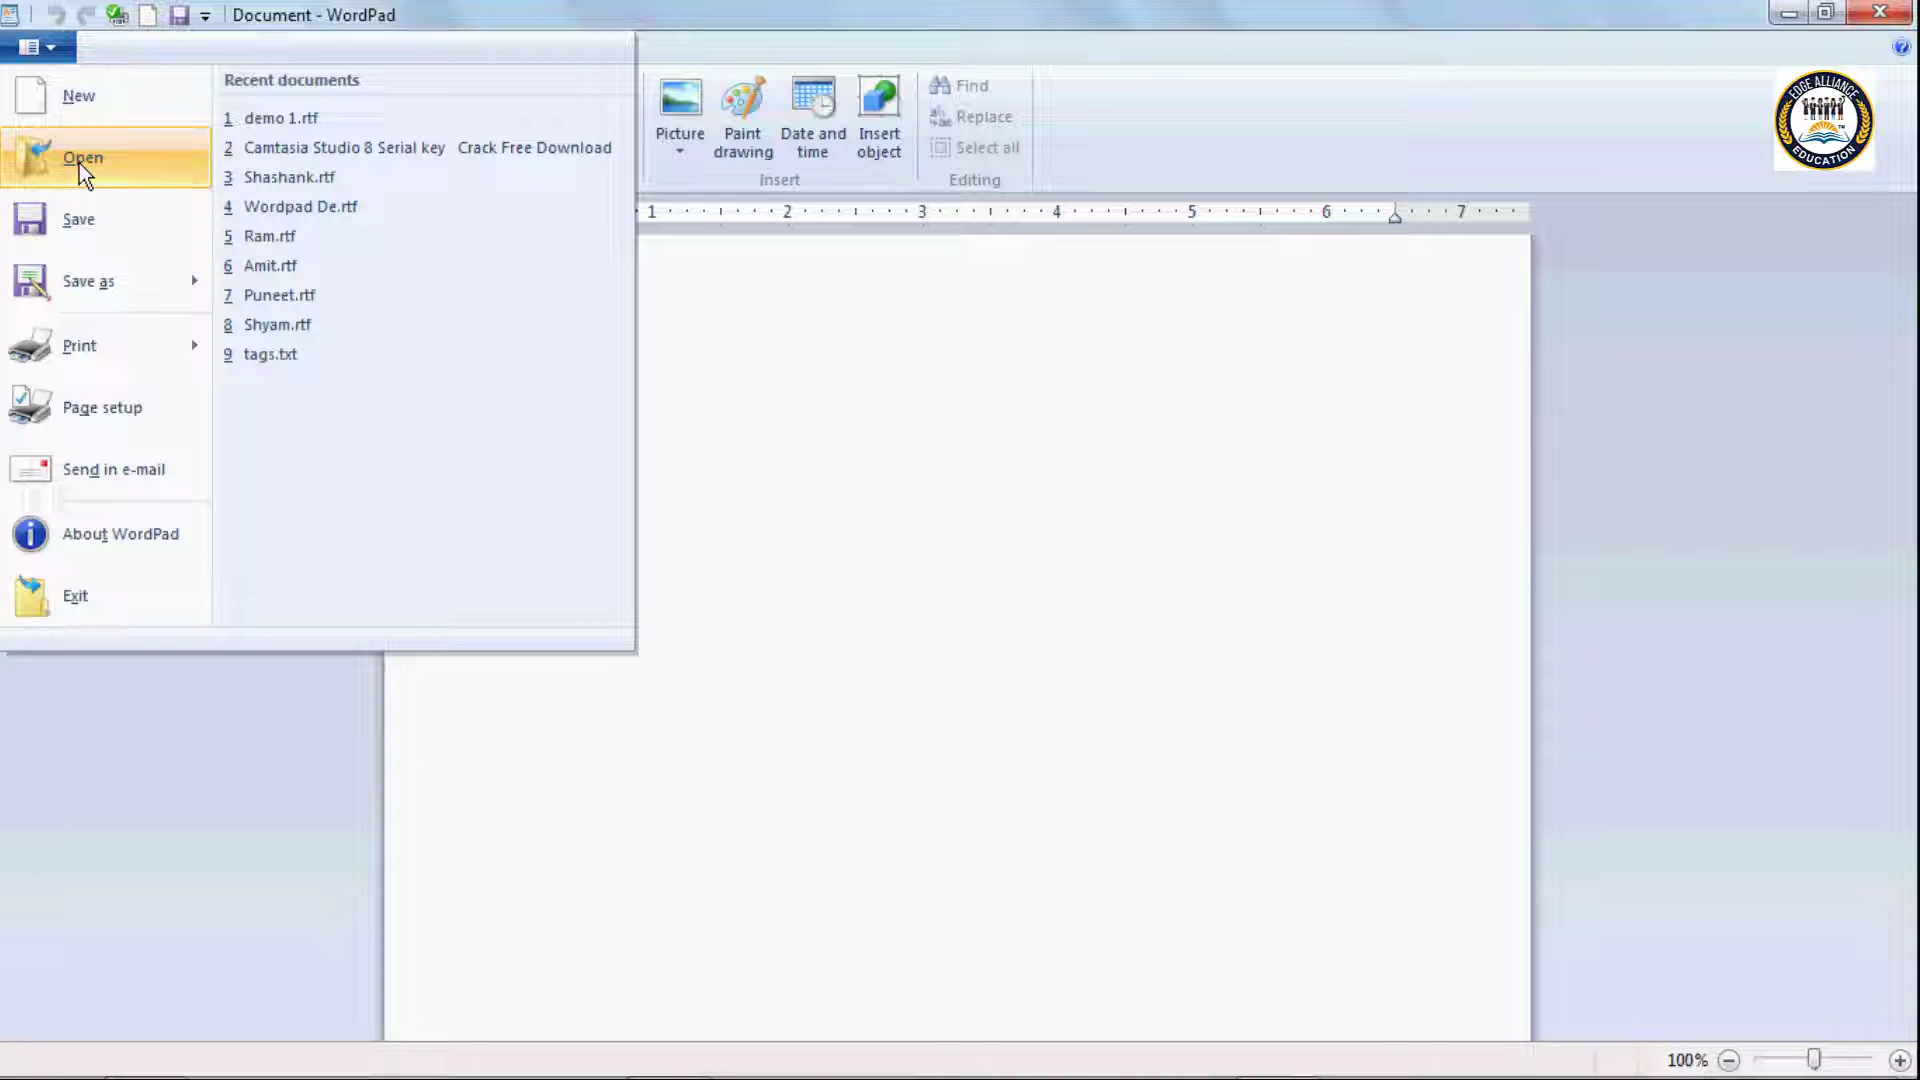 Document - WordPad
New
Open
Save
Save as
Print
Page setup
Send in e-mail
About WordPad
Exit
Recent documents
1 demo 1.rtf
2 Camtasia Studio 8 Serial key Crack Free Download
3 Shashank.rtf
4 Wordpad De.rtf
5 Ram.rtf
6 Amit.rtf
7 Puneet.rtf
8 Shyam.rtf
9 tags.txt
Picture
Paint drawing
Date and time
Insert object
Insert
Find
Replace
Select all
Editing
EDGE ALLIANCE
EDUCATION
1 2 3 4 5 6 7
100%